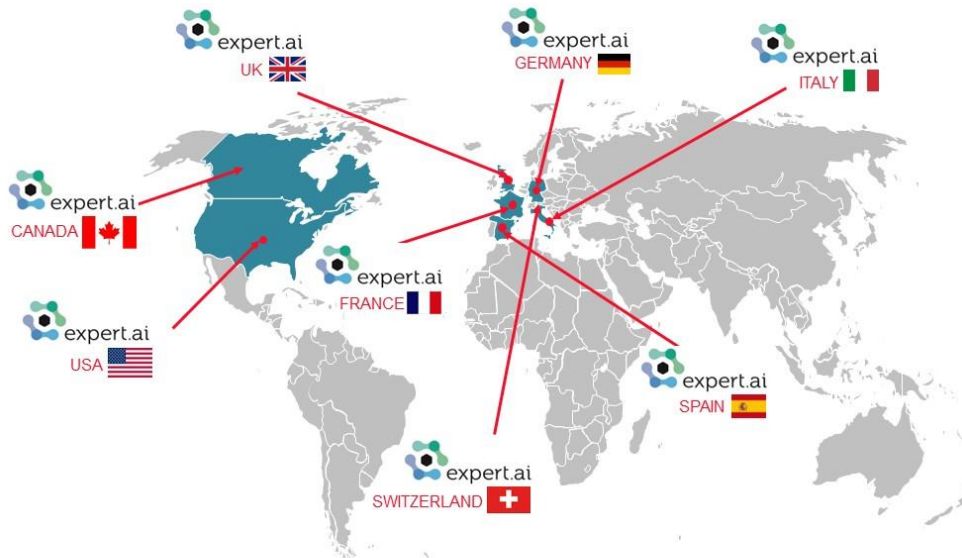 expert.ai
UK
expert.ai
GERMANY
expert.ai
ITALY
expert.ai
CANADA
expert.ai
FRANCE
expert.ai
USA
expert.ai
SPAIN
expert.ai
SWITZERLAND